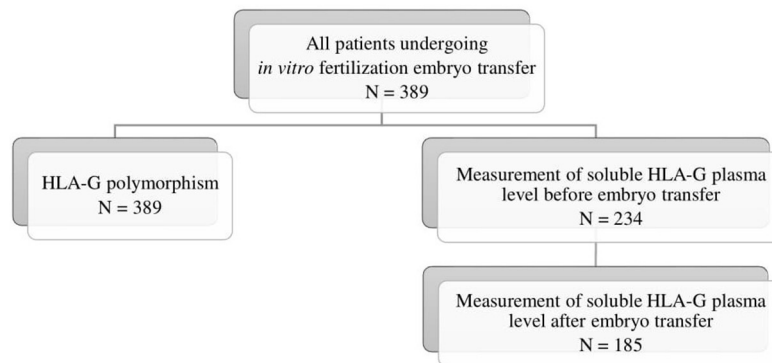 All patients undergoing
in vitro fertilization embryo transfer
N = 389
HLA-G polymorphism
N = 389
Measurement of soluble HLA-G plasma
level before embryo transfer
N = 234
Measurement of soluble HLA-G plasma
level after embryo transfer
N = 185